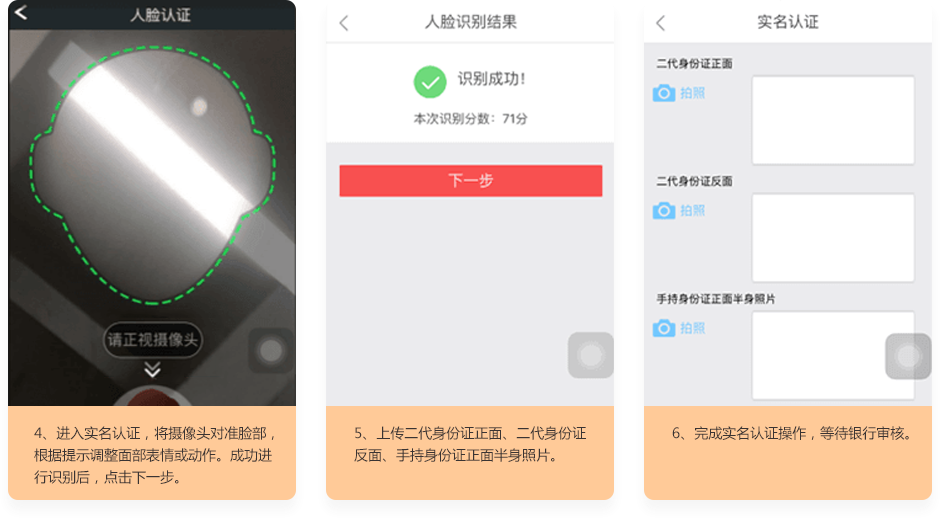 人脸认证
请正视摄像头
4、进入实名认证，将摄像头对准脸部，
根据提示调整面部表情或动作。成功进
行识别后，点击下一步。
人脸识别结果
识别成功！
本次识别分数：71分
下一步
5、上传二代身份证正面、二代身份证
反面、手持身份证正面半身照片。
实名认证
二代身份证正面
拍照
二代身份证反面
拍照
手持身份证正面半身照片
拍照
6、完成实名认证操作，等待银行审核。